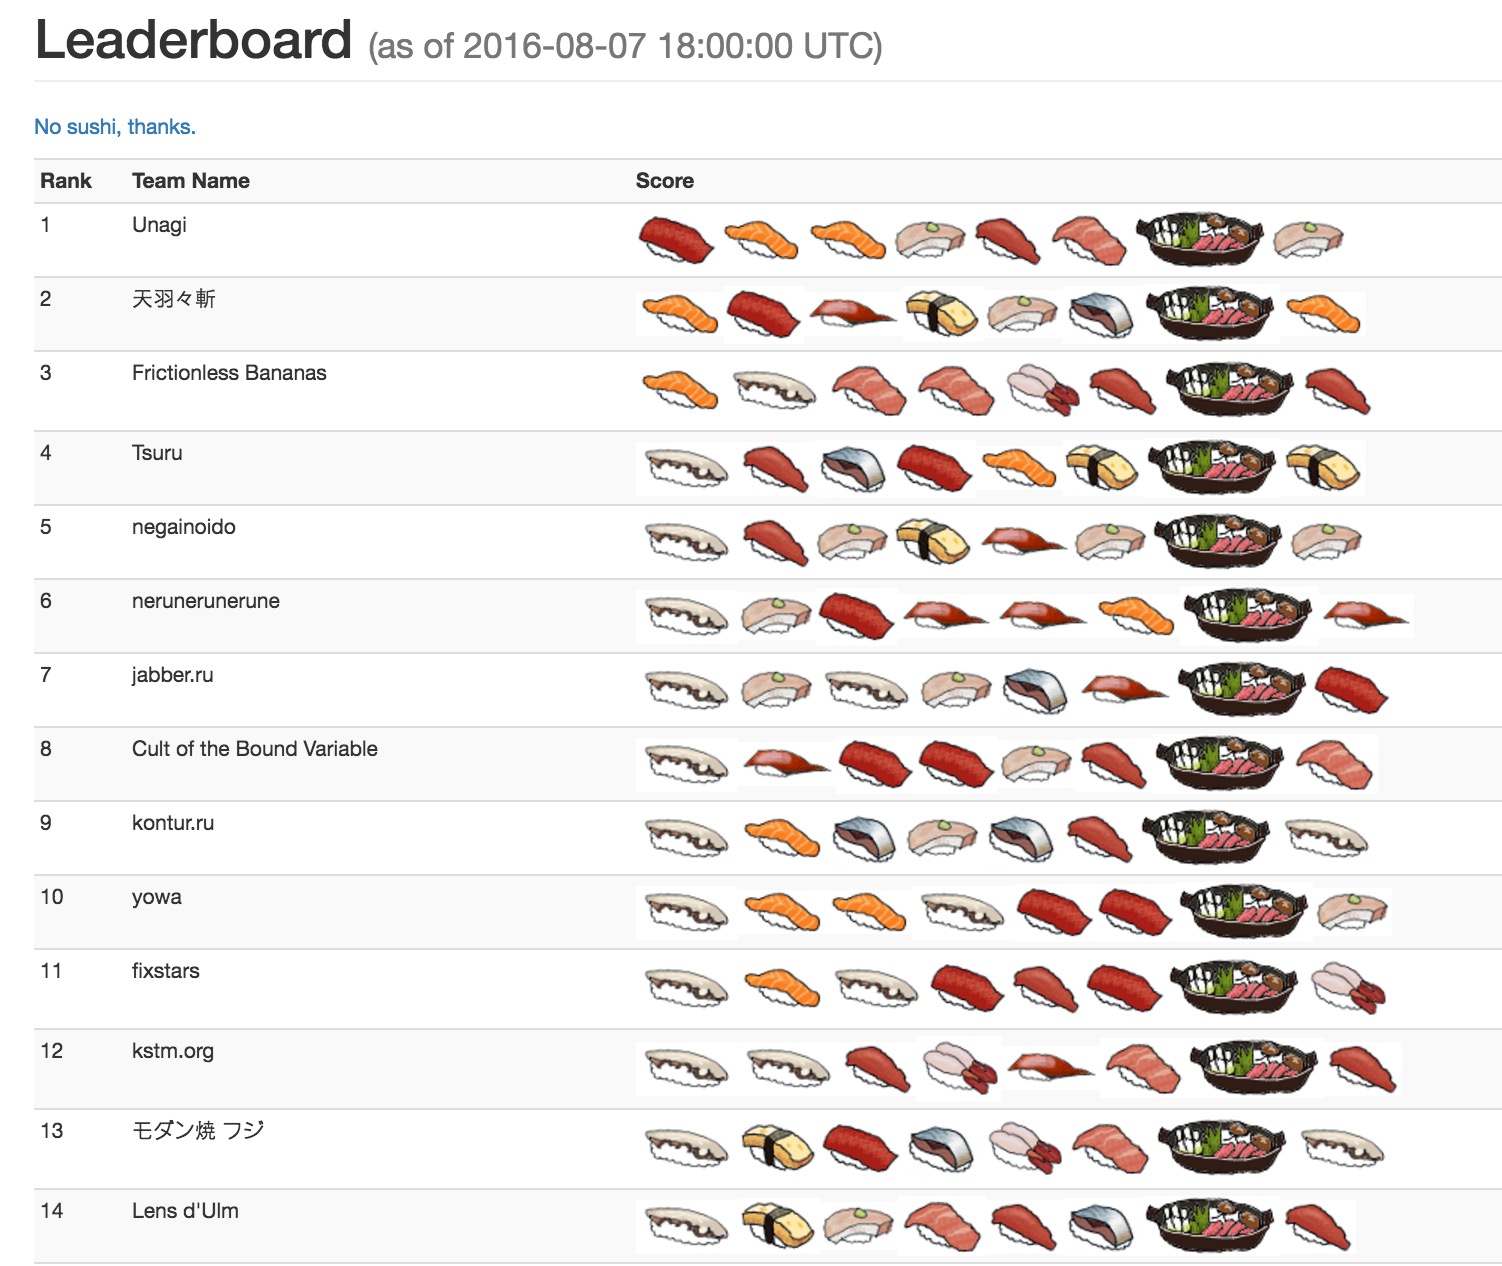 Leaderboard (as of 2016-08-07 18:00:00 UTC)
No sushi, thanks.
Rank Team Name Score
1 Unagi
2 天羽々斬
3 Frictionless Bananas
4 Tsuru
5 negainoido
6 nerunerunerune
7 jabber.ru
8 Cult of the Bound Variable
9 kontur.ru
10 yowa
11 fixstars
12 kstm.org
13 モダン焼 フジ
14 Lens d'Ulm